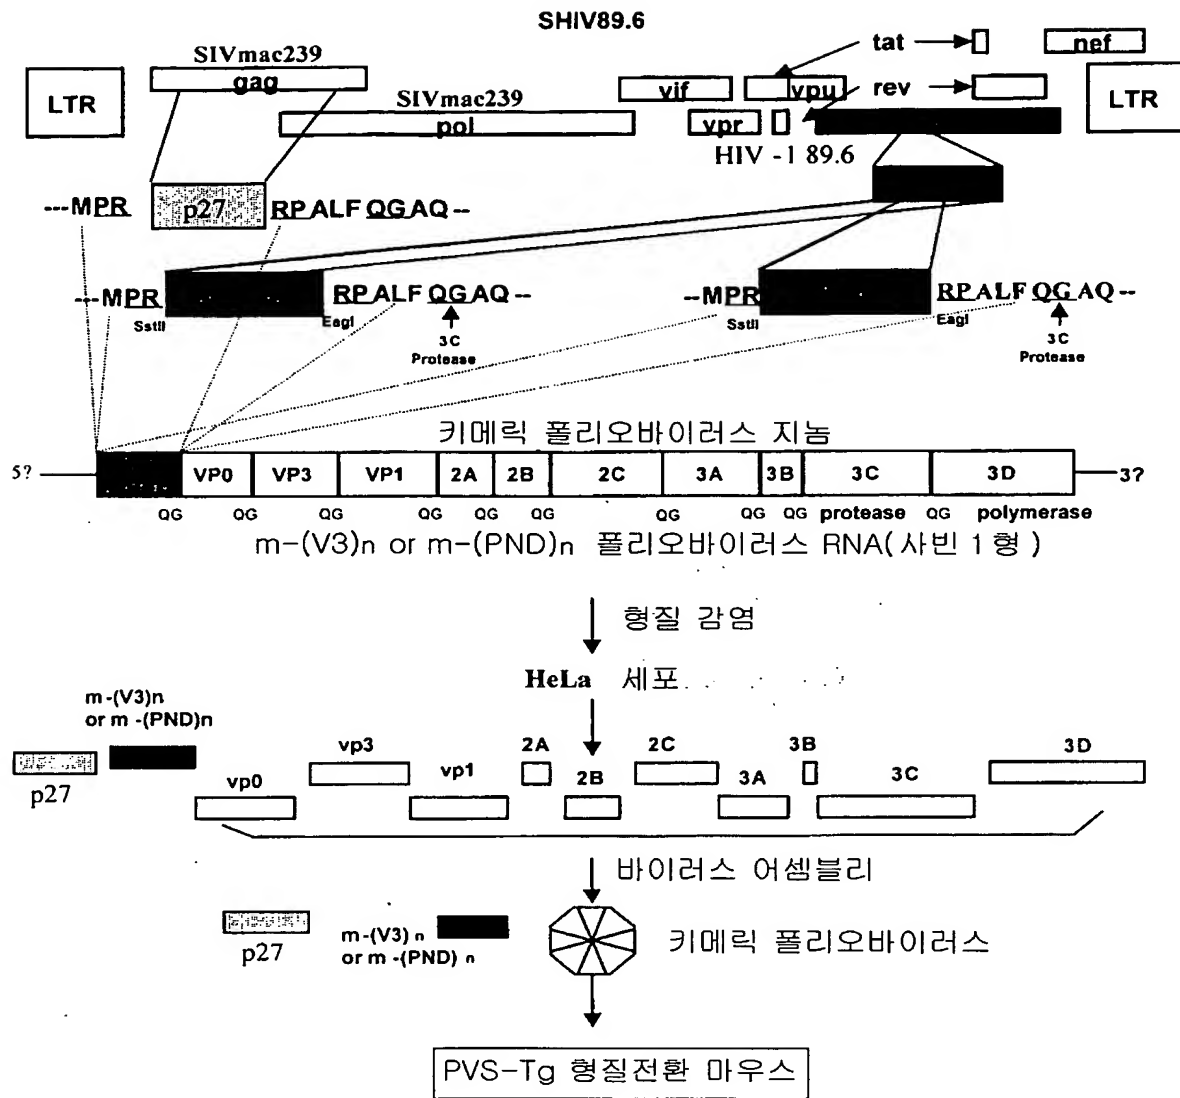 SHIV89.6
SIVmac239
tat
nef
LTR
gag
SIVmac239
vif
vpu
rev
LTR
pol
vpr
HIV -1 89.6
---MPR
p27
RPALF QGAQ --
---MPR
RPALF QGAQ --
--MPR
RPALF QGAQ --
SstII
EagI
SstII
EagI
3C
Protease
3C
Protease
키메릭 폴리오바이러스 지놈
5?
VP0
VP3
VP1
2A
2B
2C
3A
3B
3C
3D
3?
QG
QG
QG
QG
QG
QG
QG
QG
QG
protease
QG
polymerase
m-(V3)n or m-(PND)n 폴리오바이러스 RNA(사빈 1 형)
형질 감염
HeLa 세포
m-(V3)n
or m-(PND)n
p27
vp0
vp3
vp1
2A
2B
2C
3A
3B
3C
3D
바이러스 어셈블리
p27
m-(V3) n
or m-(PND) n
키메릭 폴리오바이러스
PVS-Tg 형질전환 마우스